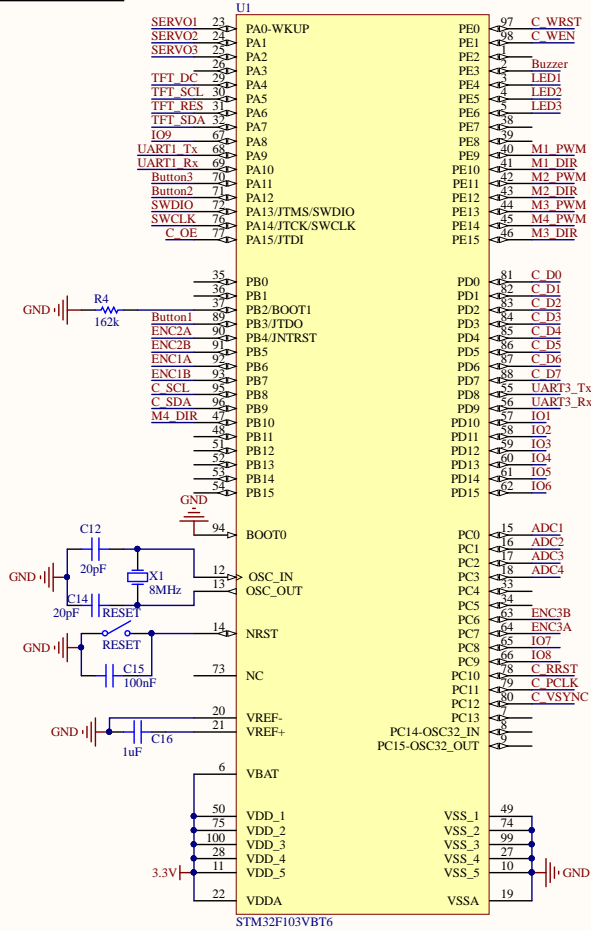 U1
SERVO1 23 PA0-WKUP PE0 97 C_WRST
SERVO2 24 PA1 PE1 98 C_WEN
SERVO3 25 PA2 PE2 1
26 PA3 PE3 2 Buzzer
TFT_DC 29 PA4 PE4 3 LED1
TFT_SCL 30 PA5 PE5 4 LED2
TFT_RES 31 PA6 PE6 5 LED3
TFT_SDA 32 PA7 PE7 38
IO9 67 PA8 PE8 39
UART1_Tx 68 PA9 PE9 40 M1_PWM
UART1_Rx 69 PA10 PE10 41 M1_DIR
Button3 70 PA11 PE11 42 M2_PWM
Button2 71 PA12 PE12 43 M2_DIR
SWDIO 72 PA13/JTMS/SWDIO PE13 44 M3_PWM
SWCLK 76 PA14/JTCK/SWCLK PE14 45 M4_PWM
C_OE 77 PA15/JTDI PE15 46 M3_DIR
35 PB0 PD0 81 C_D0
36 PB1 PD1 82 C_D1
GND R4 162k 37 PB2/BOOT1 PD2 83 C_D2
Button1 89 PB3/JTDO PD3 84 C_D3
ENC2A 90 PB4/JNTRST PD4 85 C_D4
ENC2B 91 PB5 PD5 86 C_D5
ENC1A 92 PB6 PD6 87 C_D6
ENC1B 93 PB7 PD7 88 C_D7
C_SCL 95 PB8 PD8 55 UART3_Tx
C_SDA 96 PB9 PD9 56 UART3_Rx
M4_DIR 47 PB10 PD10 57 IO1
48 PB11 PD11 58 IO2
51 PB12 PD12 59 IO3
52 PB13 PD13 60 IO4
53 PB14 PD14 61 IO5
54 PB15 PD15 62 IO6
GND
94 BOOT0 PC0 15 ADC1
C12 PC1 16 ADC2
20pF PC2 17 ADC3
GND X1 12 OSC_IN PC3 18 ADC4
8MHz 13 OSC_OUT PC4 33
C14 PC5 34
20pF RESET PC6 63 ENC3B
14 NRST PC7 64 ENC3A
GND RESET PC8 65 IO7
PC9 66 IO8
C15 73 NC PC10 78 C_RRST
100nF PC11 79 C_PCLK
PC12 80 C_VSYNC
20 VREF- PC13 7
GND C16 21 VREF+ PC14-OSC32_IN 8
1uF PC15-OSC32_OUT 9
6 VBAT
50 VDD_1 VSS_1 49
75 VDD_2 VSS_2 74
100 VDD_3 VSS_3 99
28 VDD_4 VSS_4 27
3.3V 11 VDD_5 VSS_5 10 GND
22 VDDA VSSA 19
STM32F103VBT6